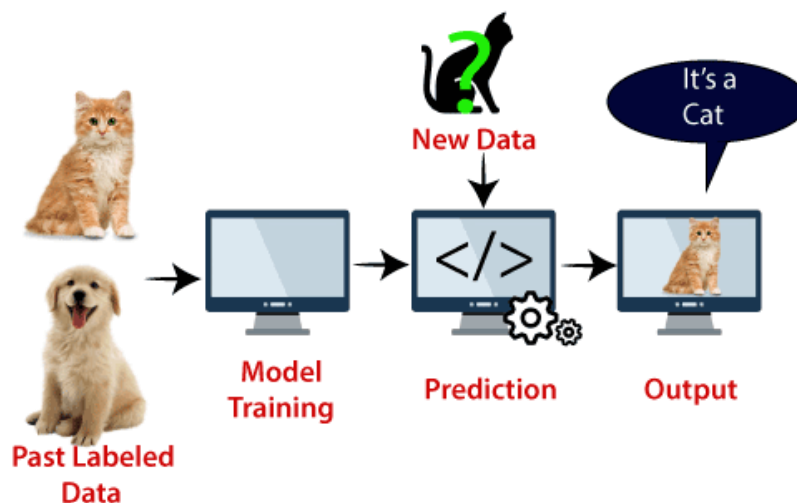 ?
New Data
It's a
Cat
</>
Model
Training
Prediction
Output
Past Labeled
Data